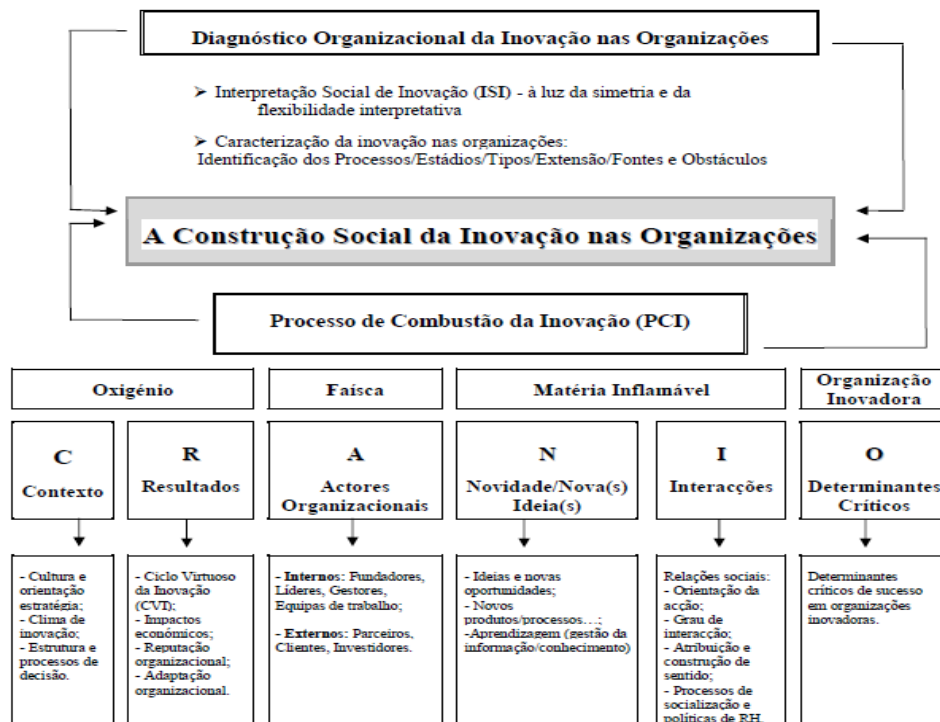 Diagnóstico Organizacional da Inovação nas Organizações
➢ Interpretação Social de Inovação (ISI) - à luz da simetria e da
flexibilidade interpretativa
➢ Caracterização da inovação nas organizações:
Identificação dos Processos/Estádios/Tipos/Extensão/Fontes e Obstáculos
A Construção Social da Inovação nas Organizações
Processo de Combustão da Inovação (PCI)
Oxigénio
Faísca
Matéria Inflamável
Organização
Inovadora
C
Contexto
R
Resultados
A
Actores
Organizacionais
N
Novidade/Nova(s)
Ideia(s)
I
Interacções
O
Determinantes
Críticos
- Cultura e
orientação
estratégia;
- Clima de
inovação;
- Estrutura e
processos de
decisão.
- Ciclo Virtuoso
da Inovação
(CVI);
- Impactos
económicos;
- Reputação
organizacional;
- Adaptação
organizacional.
- Internos: Fundadores,
Líderes, Gestores,
Equipas de trabalho;
- Externos: Parceiros,
Clientes, Investidores.
- Ideias e novas
oportunidades;
- Novos
produtos/processos…;
-Aprendizagem (gestão da
informação/conhecimento)
Relações sociais:
- Orientação da
acção;
- Grau de
interacção;
- Atribuição e
construção de
sentido;
- Processos de
socialização e
políticas de RH.
Determinantes
críticos de sucesso
em organizações
inovadoras.